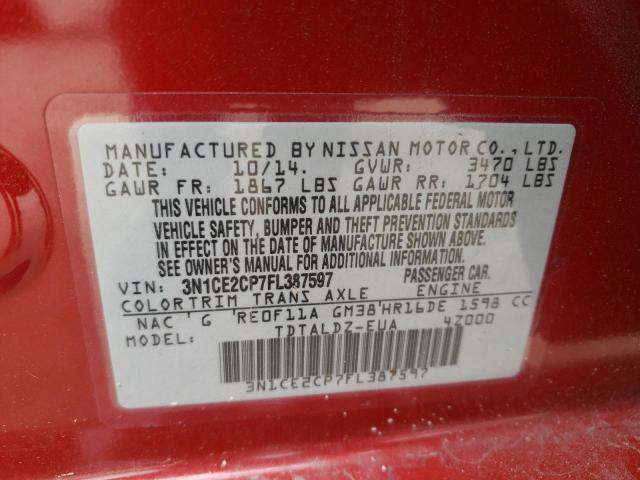 MANUFACTURED BY NISSAN MOTOR CO., LTD.
DATE: 10/14. GVWR: 3470 LBS
GAWR FR: 1867 LBS GAWR RR: 1704 LBS
THIS VEHICLE CONFORMS TO ALL APPLICABLE FEDERAL MOTOR
VEHICLE SAFETY, BUMPER AND THEFT PREVENTION STANDARDS
IN EFFECT ON THE DATE OF MANUFACTURE SHOWN ABOVE.
SEE OWNER'S MANUAL FOR ADDITIONAL INFORMATION
VIN: 3N1CE2CP7FL387597 PASSENGER CAR.
COLOR TRIM TRANS AXLE ENGINE
NAC ' G 'RE0F11A GM38'HR16DE 1598 CC
TDTALDZ-EUA 4Z000
3N1CE2CP7FL387597